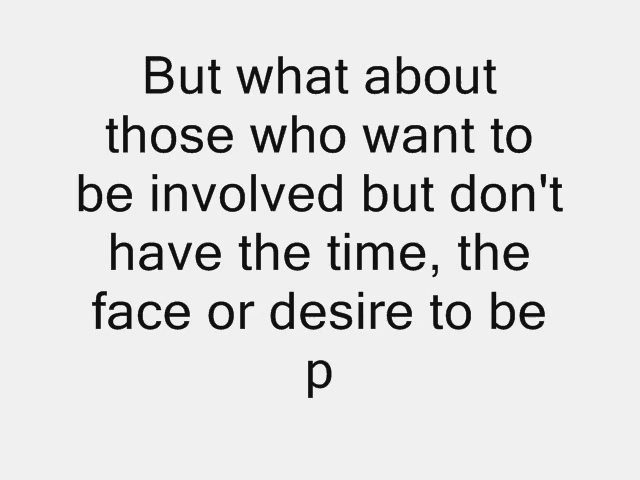 But what about
those who want to
be involved but don't
have the time, the
face or desire to be
p